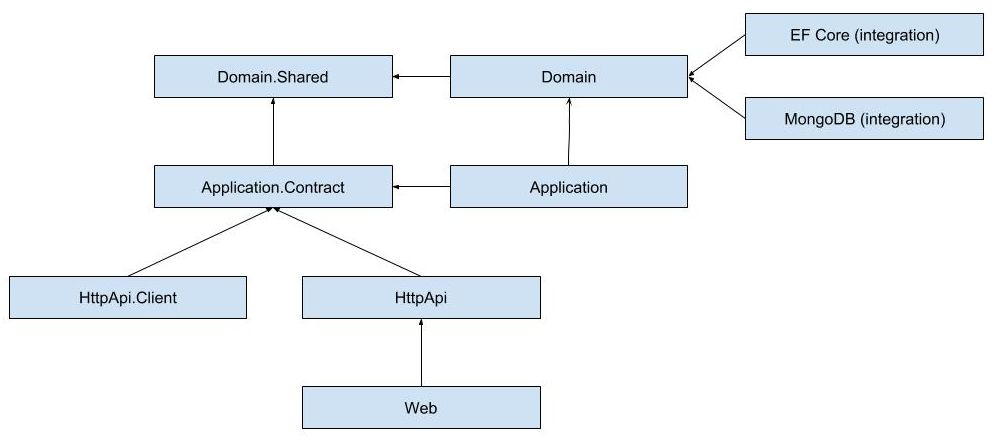 EF Core (integration)
Domain.Shared
Domain
MongoDB (integration)
Application.Contract
Application
HttpApi.Client
HttpApi
Web